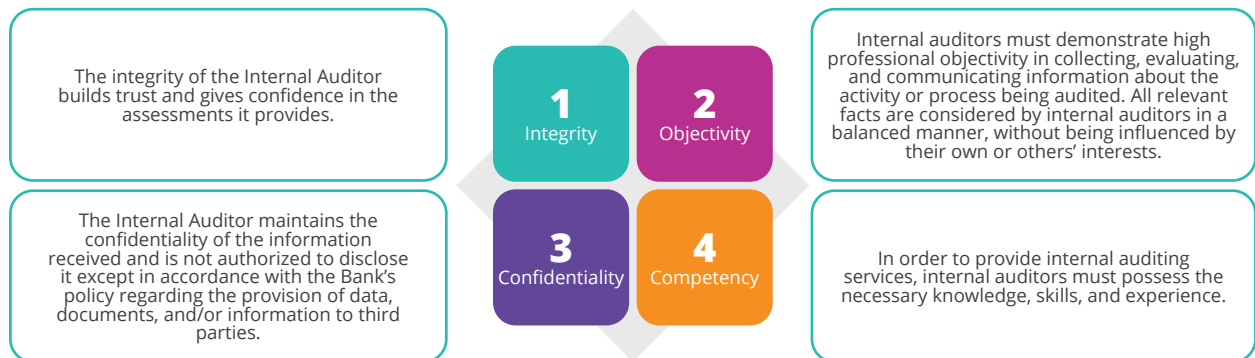 The integrity of the Internal Auditor
builds trust and gives confidence in the
assessments it provides.
1
Integrity
2
Objectivity
Internal auditors must demonstrate high
professional objectivity in collecting, evaluating,
and communicating information about the
activity or process being audited. All relevant
facts are considered by internal auditors in a
balanced manner, without being influenced by
their own or others’ interests.
The Internal Auditor maintains the
confidentiality of the information
received and is not authorized to disclose
it except in accordance with the Bank’s
policy regarding the provision of data,
documents, and/or information to third
parties.
3
Confidentiality
4
Competency
In order to provide internal auditing
services, internal auditors must possess the
necessary knowledge, skills, and experience.